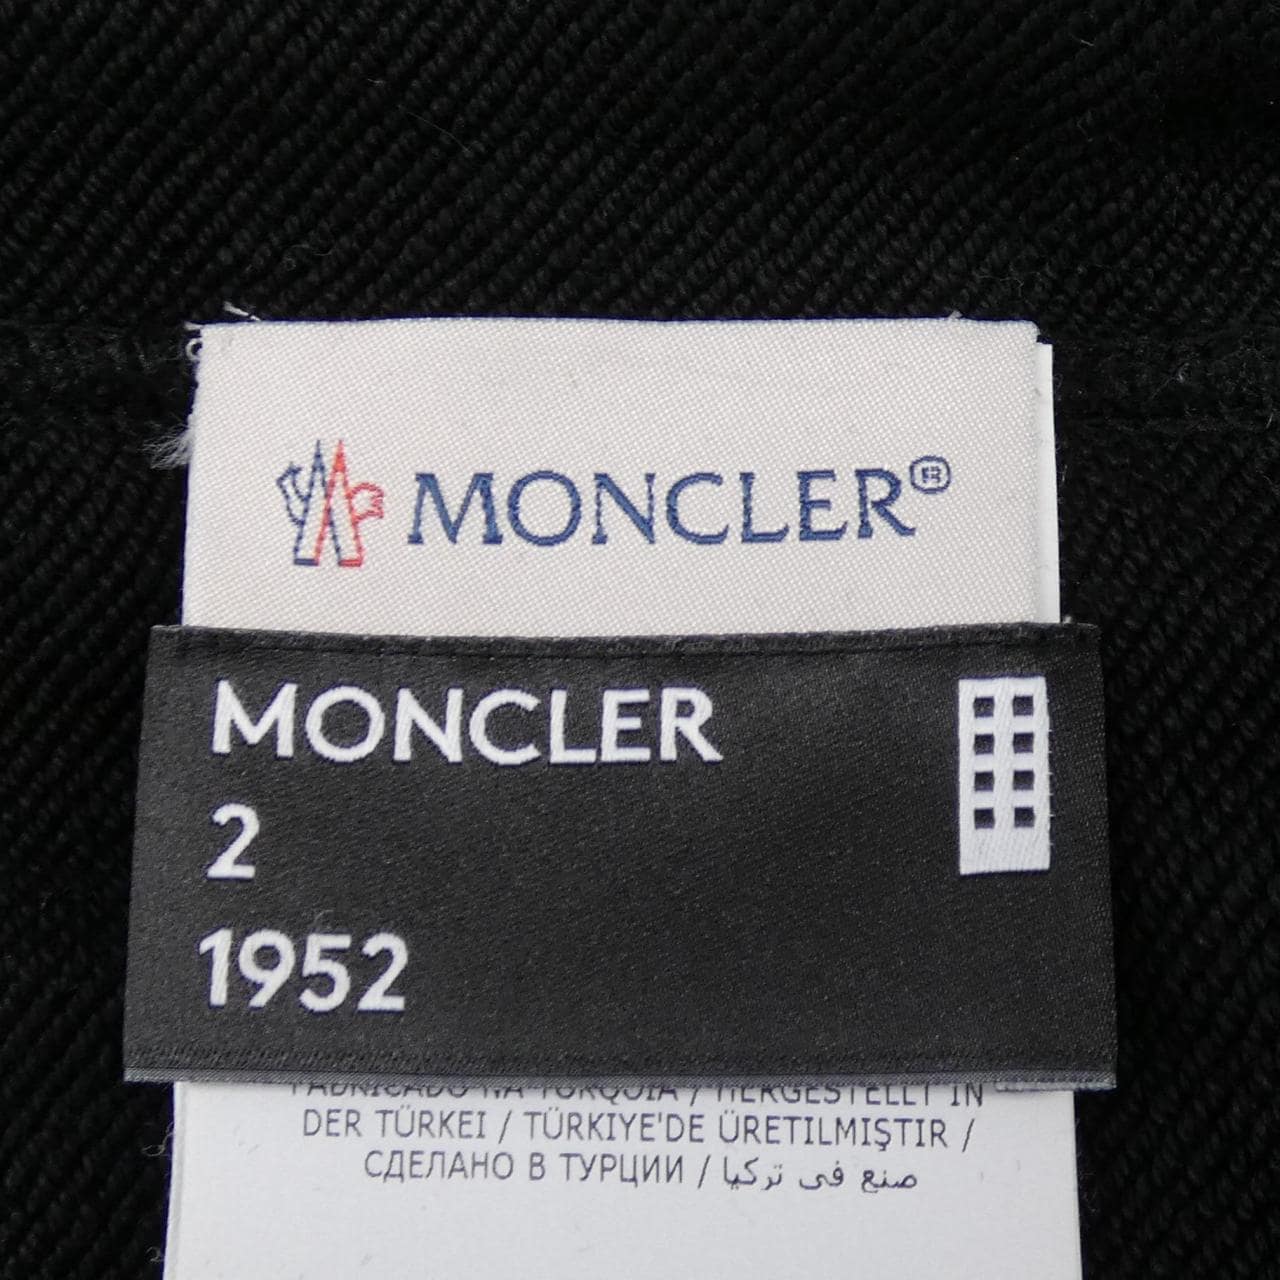 MONCLER®
MONCLER
2
1952
FABRICADO NA TURQUIA / HERGESTELLT IN
DER TÜRKEI / TÜRKIYE'DE ÜRETILMIŞTIR /
СДЕЛАНО В ТУРЦИИ / صنع في تركيا